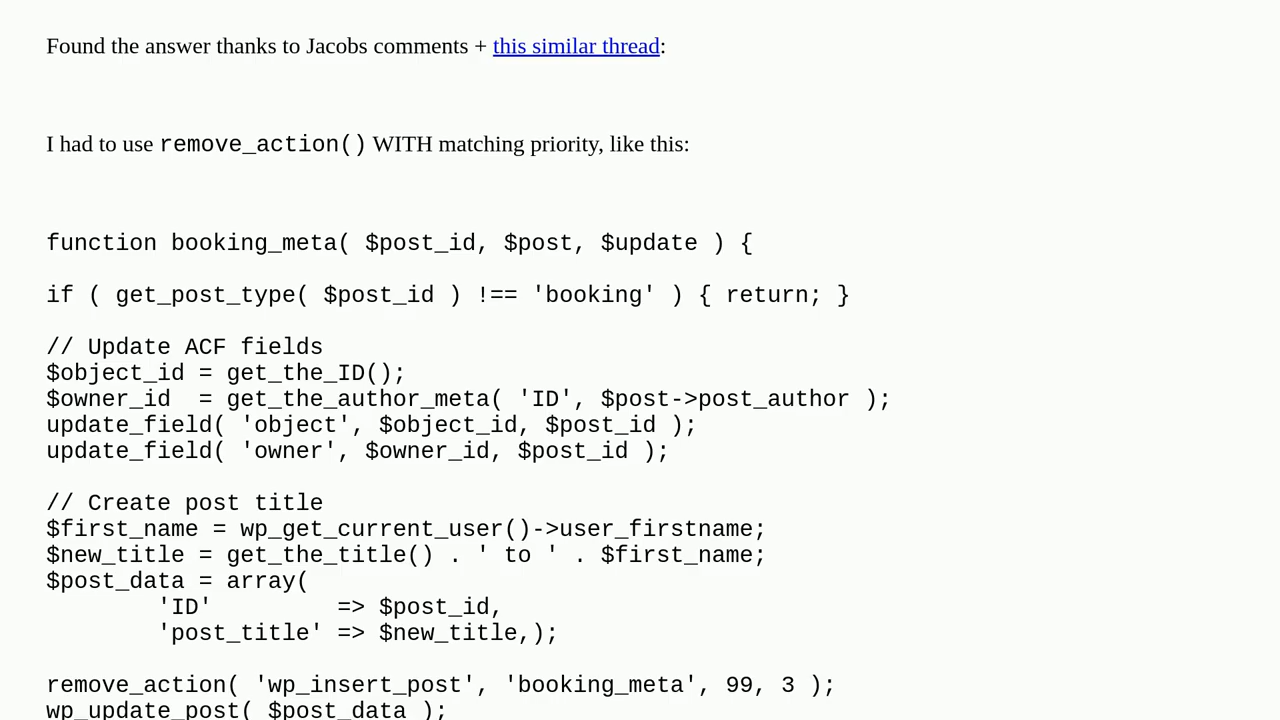 Found the answer thanks to Jacobs comments + this similar thread:
I had to use remove_action() WITH matching priority, like this:
function booking_meta( $post_id, $post, $update ) {
if ( get_post_type( $post_id ) !== 'booking' ) { return; }
// Update ACF fields
$object_id = get_the_ID();
$owner_id  = get_the_author_meta( 'ID', $post->post_author );
update_field( 'object', $object_id, $post_id );
update_field( 'owner', $owner_id, $post_id );
// Create post title
$first_name = wp_get_current_user()->user_firstname;
$new_title = get_the_title() . ' to ' . $first_name;
$post_data = array(
        'ID'         => $post_id,
        'post_title' => $new_title,);
remove_action( 'wp_insert_post', 'booking_meta', 99, 3 );
wp_update_post( $post_data );